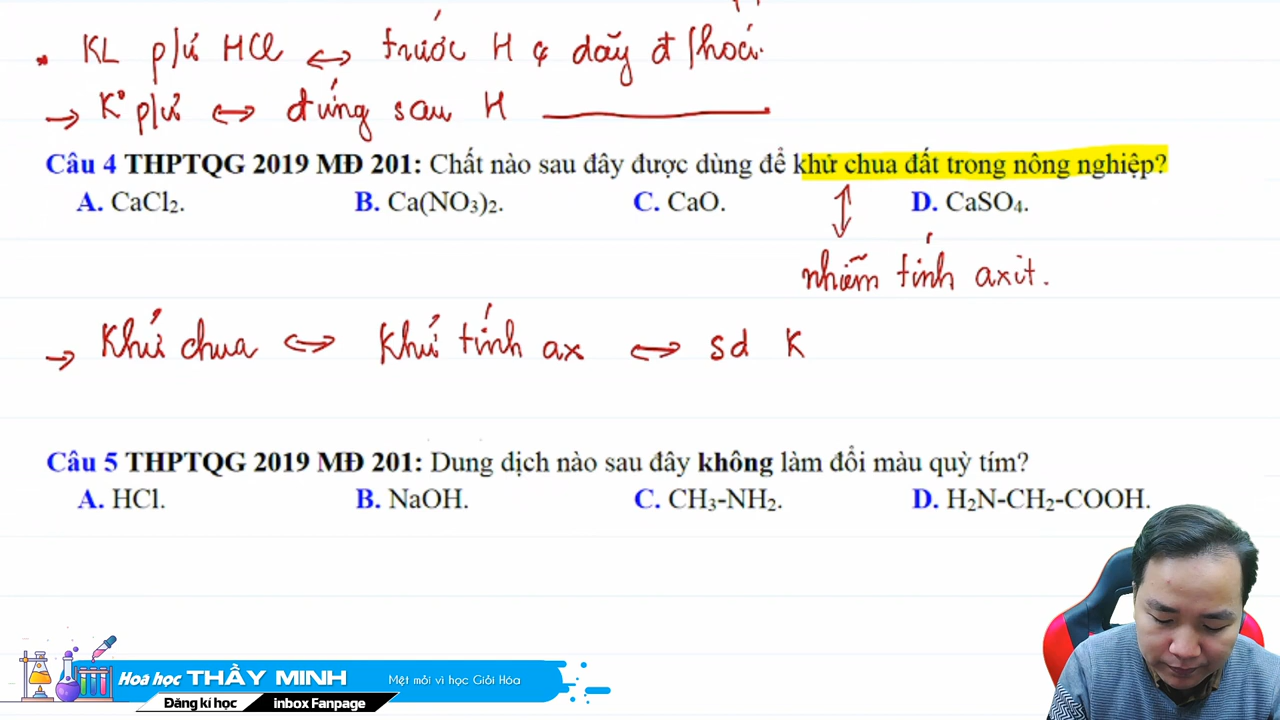 KL p/ứ HCl ↔ trước H ¢ dãy đ/hoá.
→ K° p/ứ ↔ đứng sau H
Câu 4 THPTQG 2019 MĐ 201: Chất nào sau đây được dùng để khử chua đất trong nông nghiệp?
A. CaCl₂. B. Ca(NO₃)₂. C. CaO. D. CaSO₄.
nhiễm tính axit.
→ Khử chua ↔ Khử tính ax ↔ sd K
Câu 5 THPTQG 2019 MĐ 201: Dung dịch nào sau đây không làm đổi màu quỳ tím?
A. HCl. B. NaOH. C. CH₃-NH₂. D. H₂N-CH₂-COOH.
Hoá học THẦY MINH Mệt mỏi vì học Giỏi Hóa
Đăng kí học inbox Fanpage